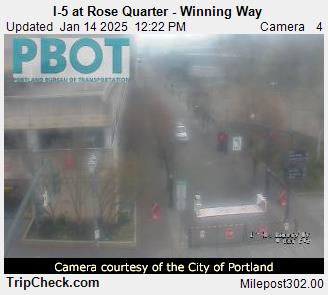 I-5 at Rose Quarter - Winning Way
Updated Jan 14 2025 12:22 PM Camera 4
PBOT
PORTLAND BUREAU OF TRANSPORTATION
Camera courtesy of the City of Portland
TripCheck.com Milepost302.00